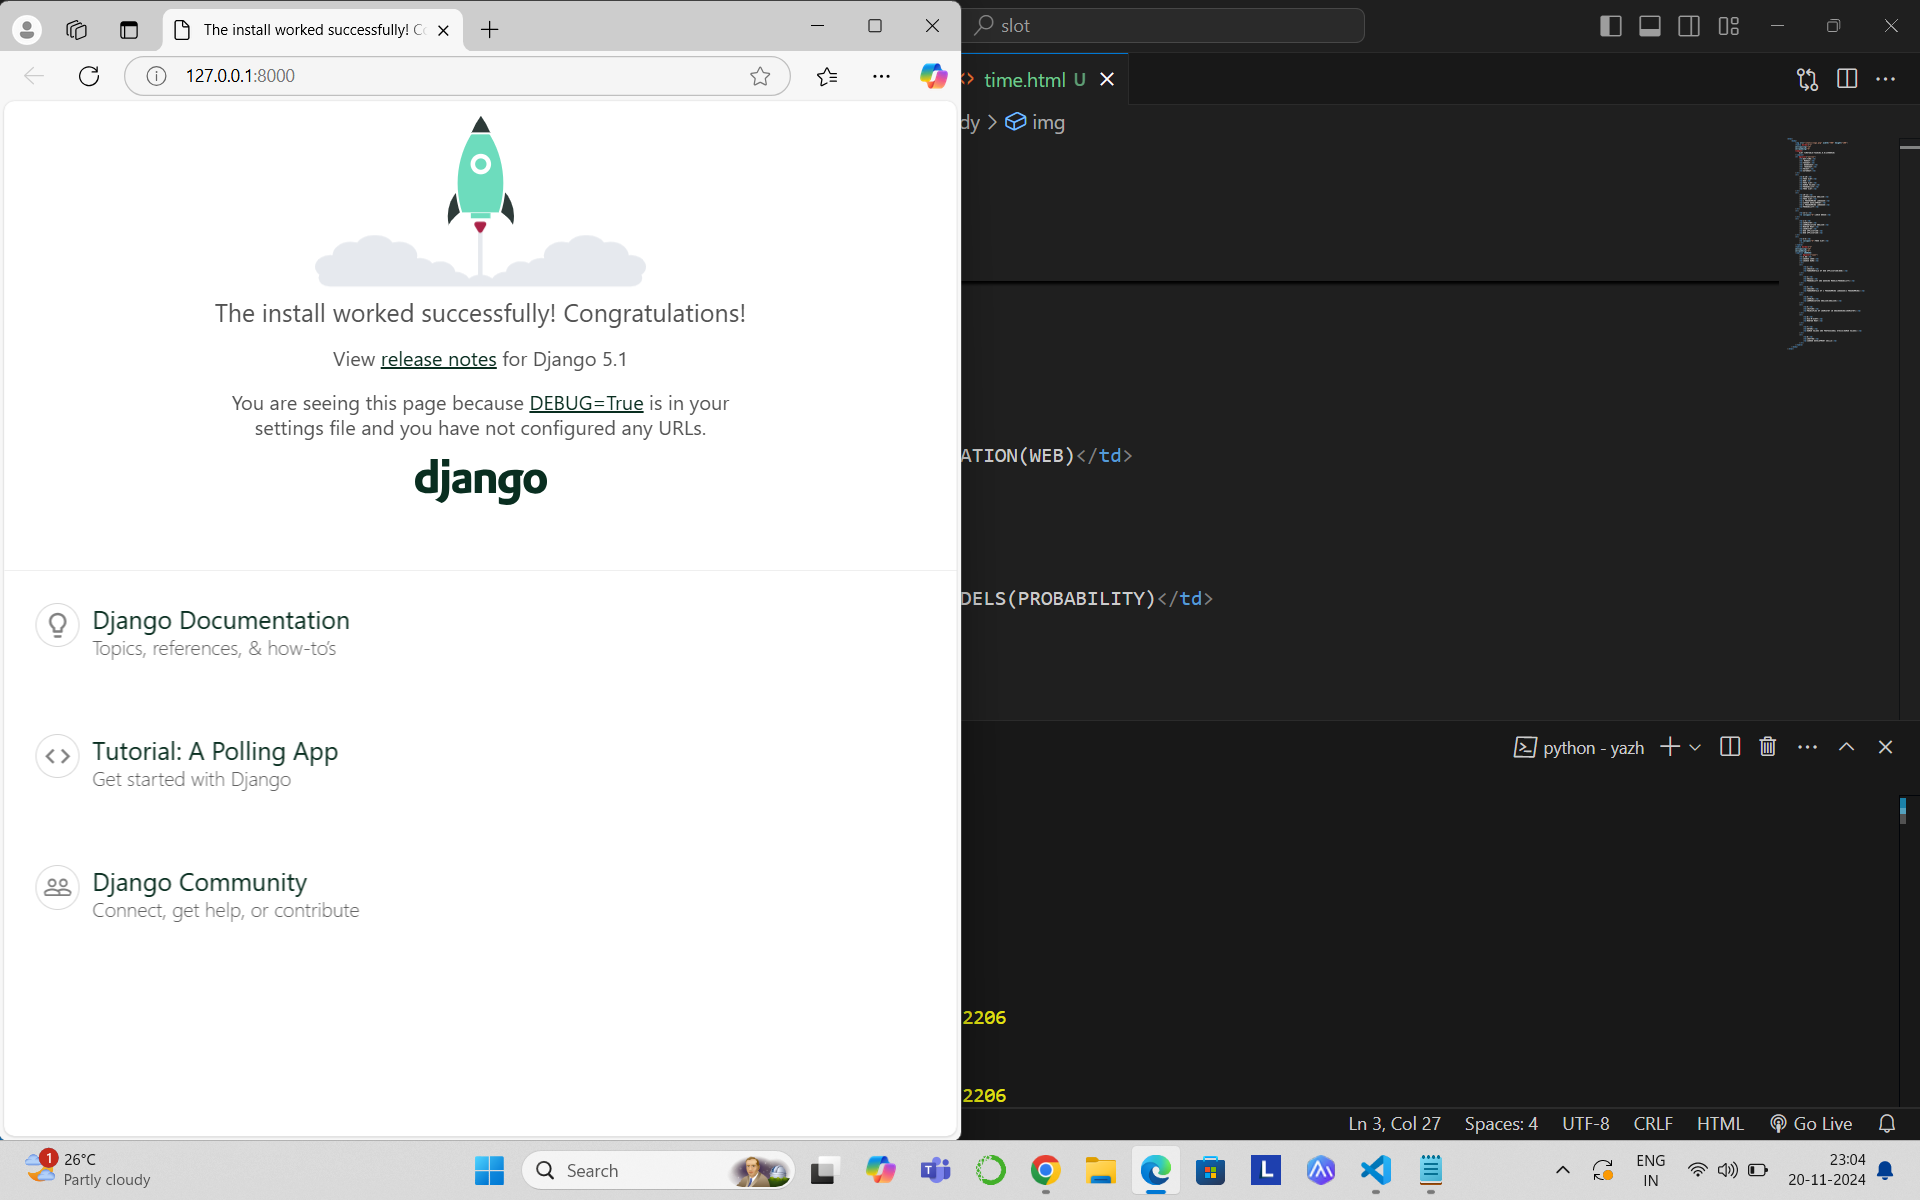 The install worked successfully! Co
127.0.0.1:8000
The install worked successfully! Congratulations!
View release notes for Django 5.1
You are seeing this page because DEBUG=True is in your
settings file and you have not configured any URLs.
django
Django Documentation
Topics, references, & how-to's
Tutorial: A Polling App
Get started with Django
Django Community
Connect, get help, or contribute
slot
time.html U
dy > img
ATION(WEB)</td>
DELS(PROBABILITY)</td>
python - yazh
2206
2206
Ln 3, Col 27 Spaces: 4 UTF-8 CRLF HTML Go Live
1
26°C
Partly cloudy
Search
L
ENG
IN
23:04
20-11-2024